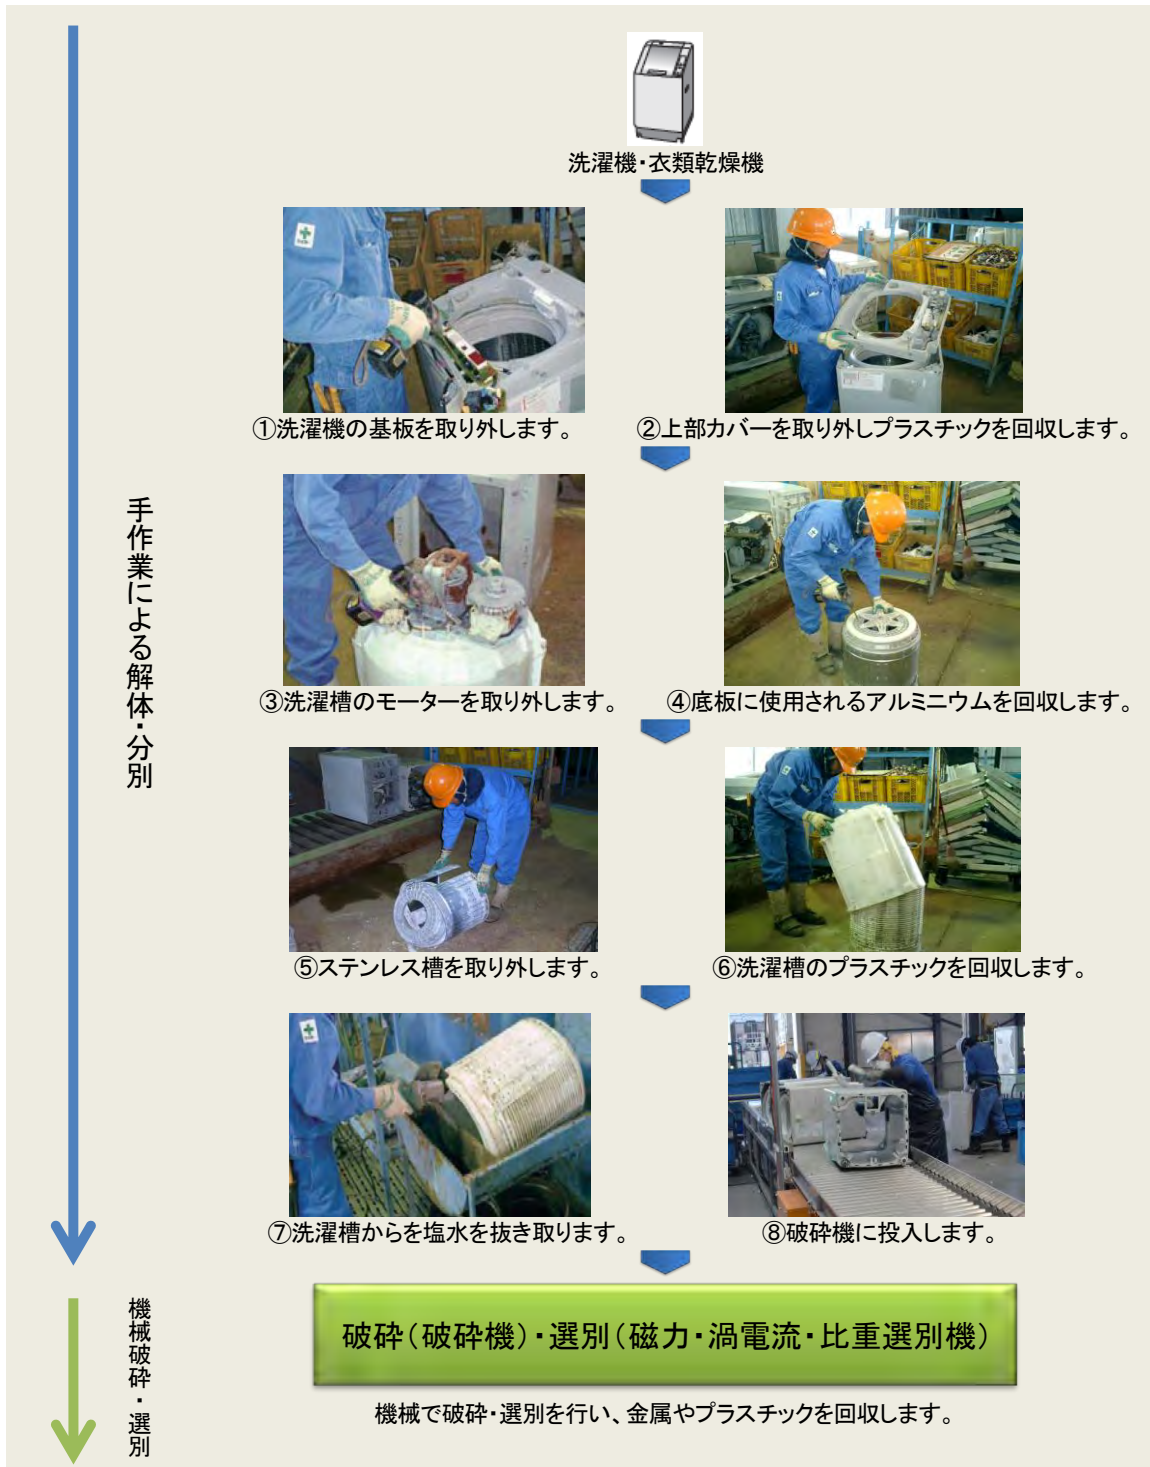 洗濯機・衣類乾燥機
①洗濯機の基板を取り外します。
②上部カバーを取り外しプラスチックを回収します。
③洗濯槽のモーターを取り外します。
④底板に使用されるアルミニウムを回収します。
⑤ステンレス槽を取り外します。
⑥洗濯槽のプラスチックを回収します。
⑦洗濯槽からを塩水を抜き取ります。
⑧破砕機に投入します。
手作業による解体・分別
破砕(破砕機)・選別(磁力・渦電流・比重選別機)
機械で破砕・選別を行い、金属やプラスチックを回収します。
機械破砕・選別